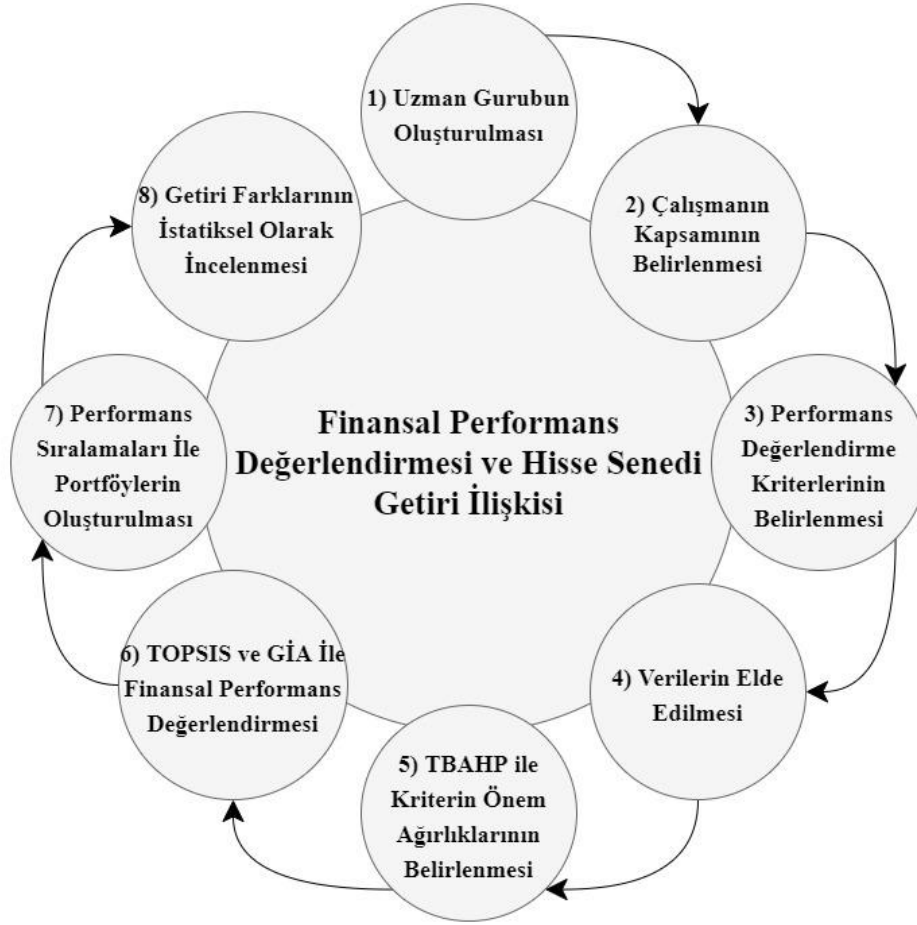 1) Uzman Gurubun
Oluşturulması
2) Çalışmanın
Kapsamının
Belirlenmesi
3) Performans
Değerlendirme
Kriterlerinin
Belirlenmesi
4) Verilerin Elde
Edilmesi
5) TBAHP ile
Kriterin Önem
Ağırlıklarının
Belirlenmesi
6) TOPSIS ve GİA İle
Finansal Performans
Değerlendirmesi
7) Performans
Sıralamaları İle
Portföylerin
Oluşturulması
8) Getiri Farklarının
İstatiksel Olarak
İncelenmesi
Finansal Performans
Değerlendirmesi ve Hisse Senedi
Getiri İlişkisi